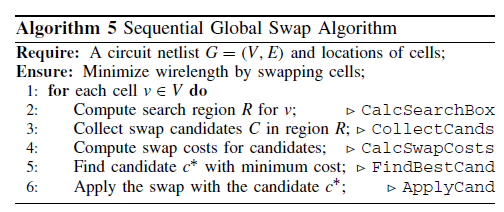 Algorithm 5 Sequential Global Swap Algorithm
Require: A circuit netlist G = (V, E) and locations of cells;
Ensure: Minimize wirelength by swapping cells;
1: for each cell v ∈ V do
2: Compute search region R for v; ▷ CalcSearchBox
3: Collect swap candidates C in region R; ▷ CollectCands
4: Compute swap costs for candidates; ▷ CalcSwapCosts
5: Find candidate c* with minimum cost; ▷ FindBestCand
6: Apply the swap with the candidate c*; ▷ ApplyCand